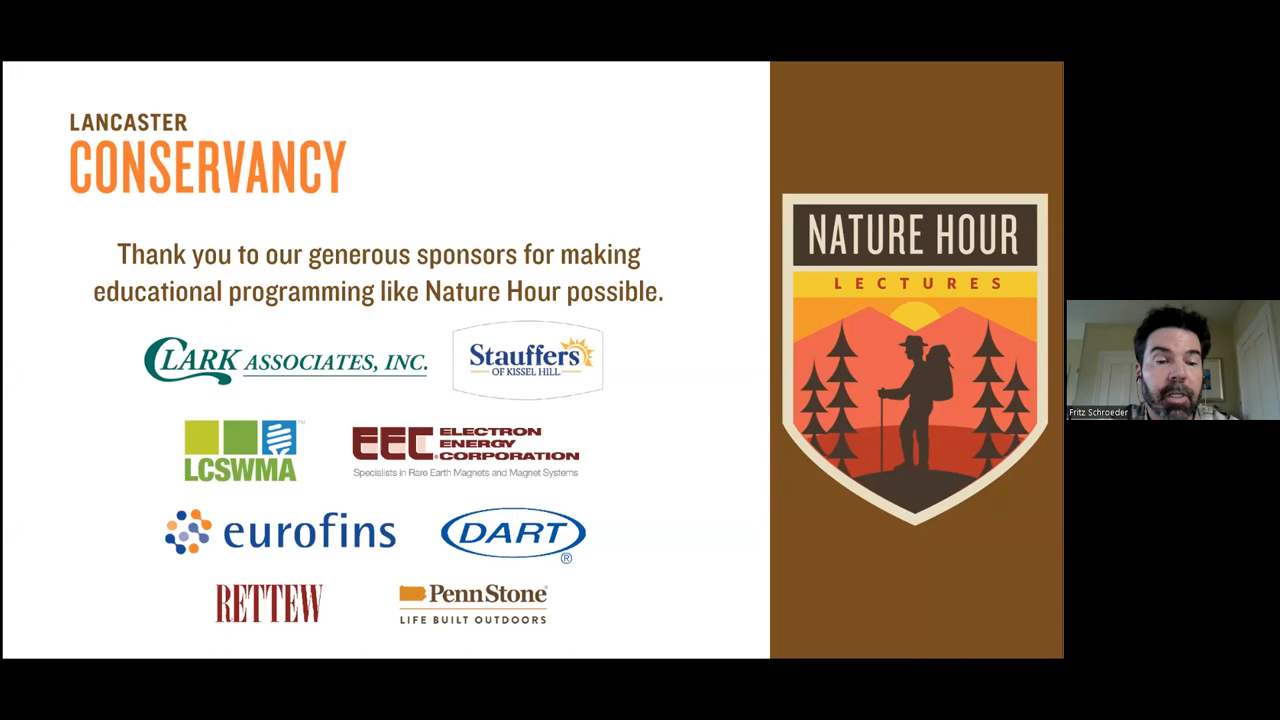 LANCASTER
CONSERVANCY
Thank you to our generous sponsors for making
educational programming like Nature Hour possible.
CLARK ASSOCIATES, INC.
Stauffers
OF KISSEL HILL
LCSWMA
EEC ELECTRON
ENERGY
CORPORATION
Specialists in Rare Earth Magnets and Magnet Systems
eurofins
DART
®
RETTEW
PennStone
LIFE BUILT OUTDOORS
NATURE HOUR
LECTURES
Fritz Schroeder